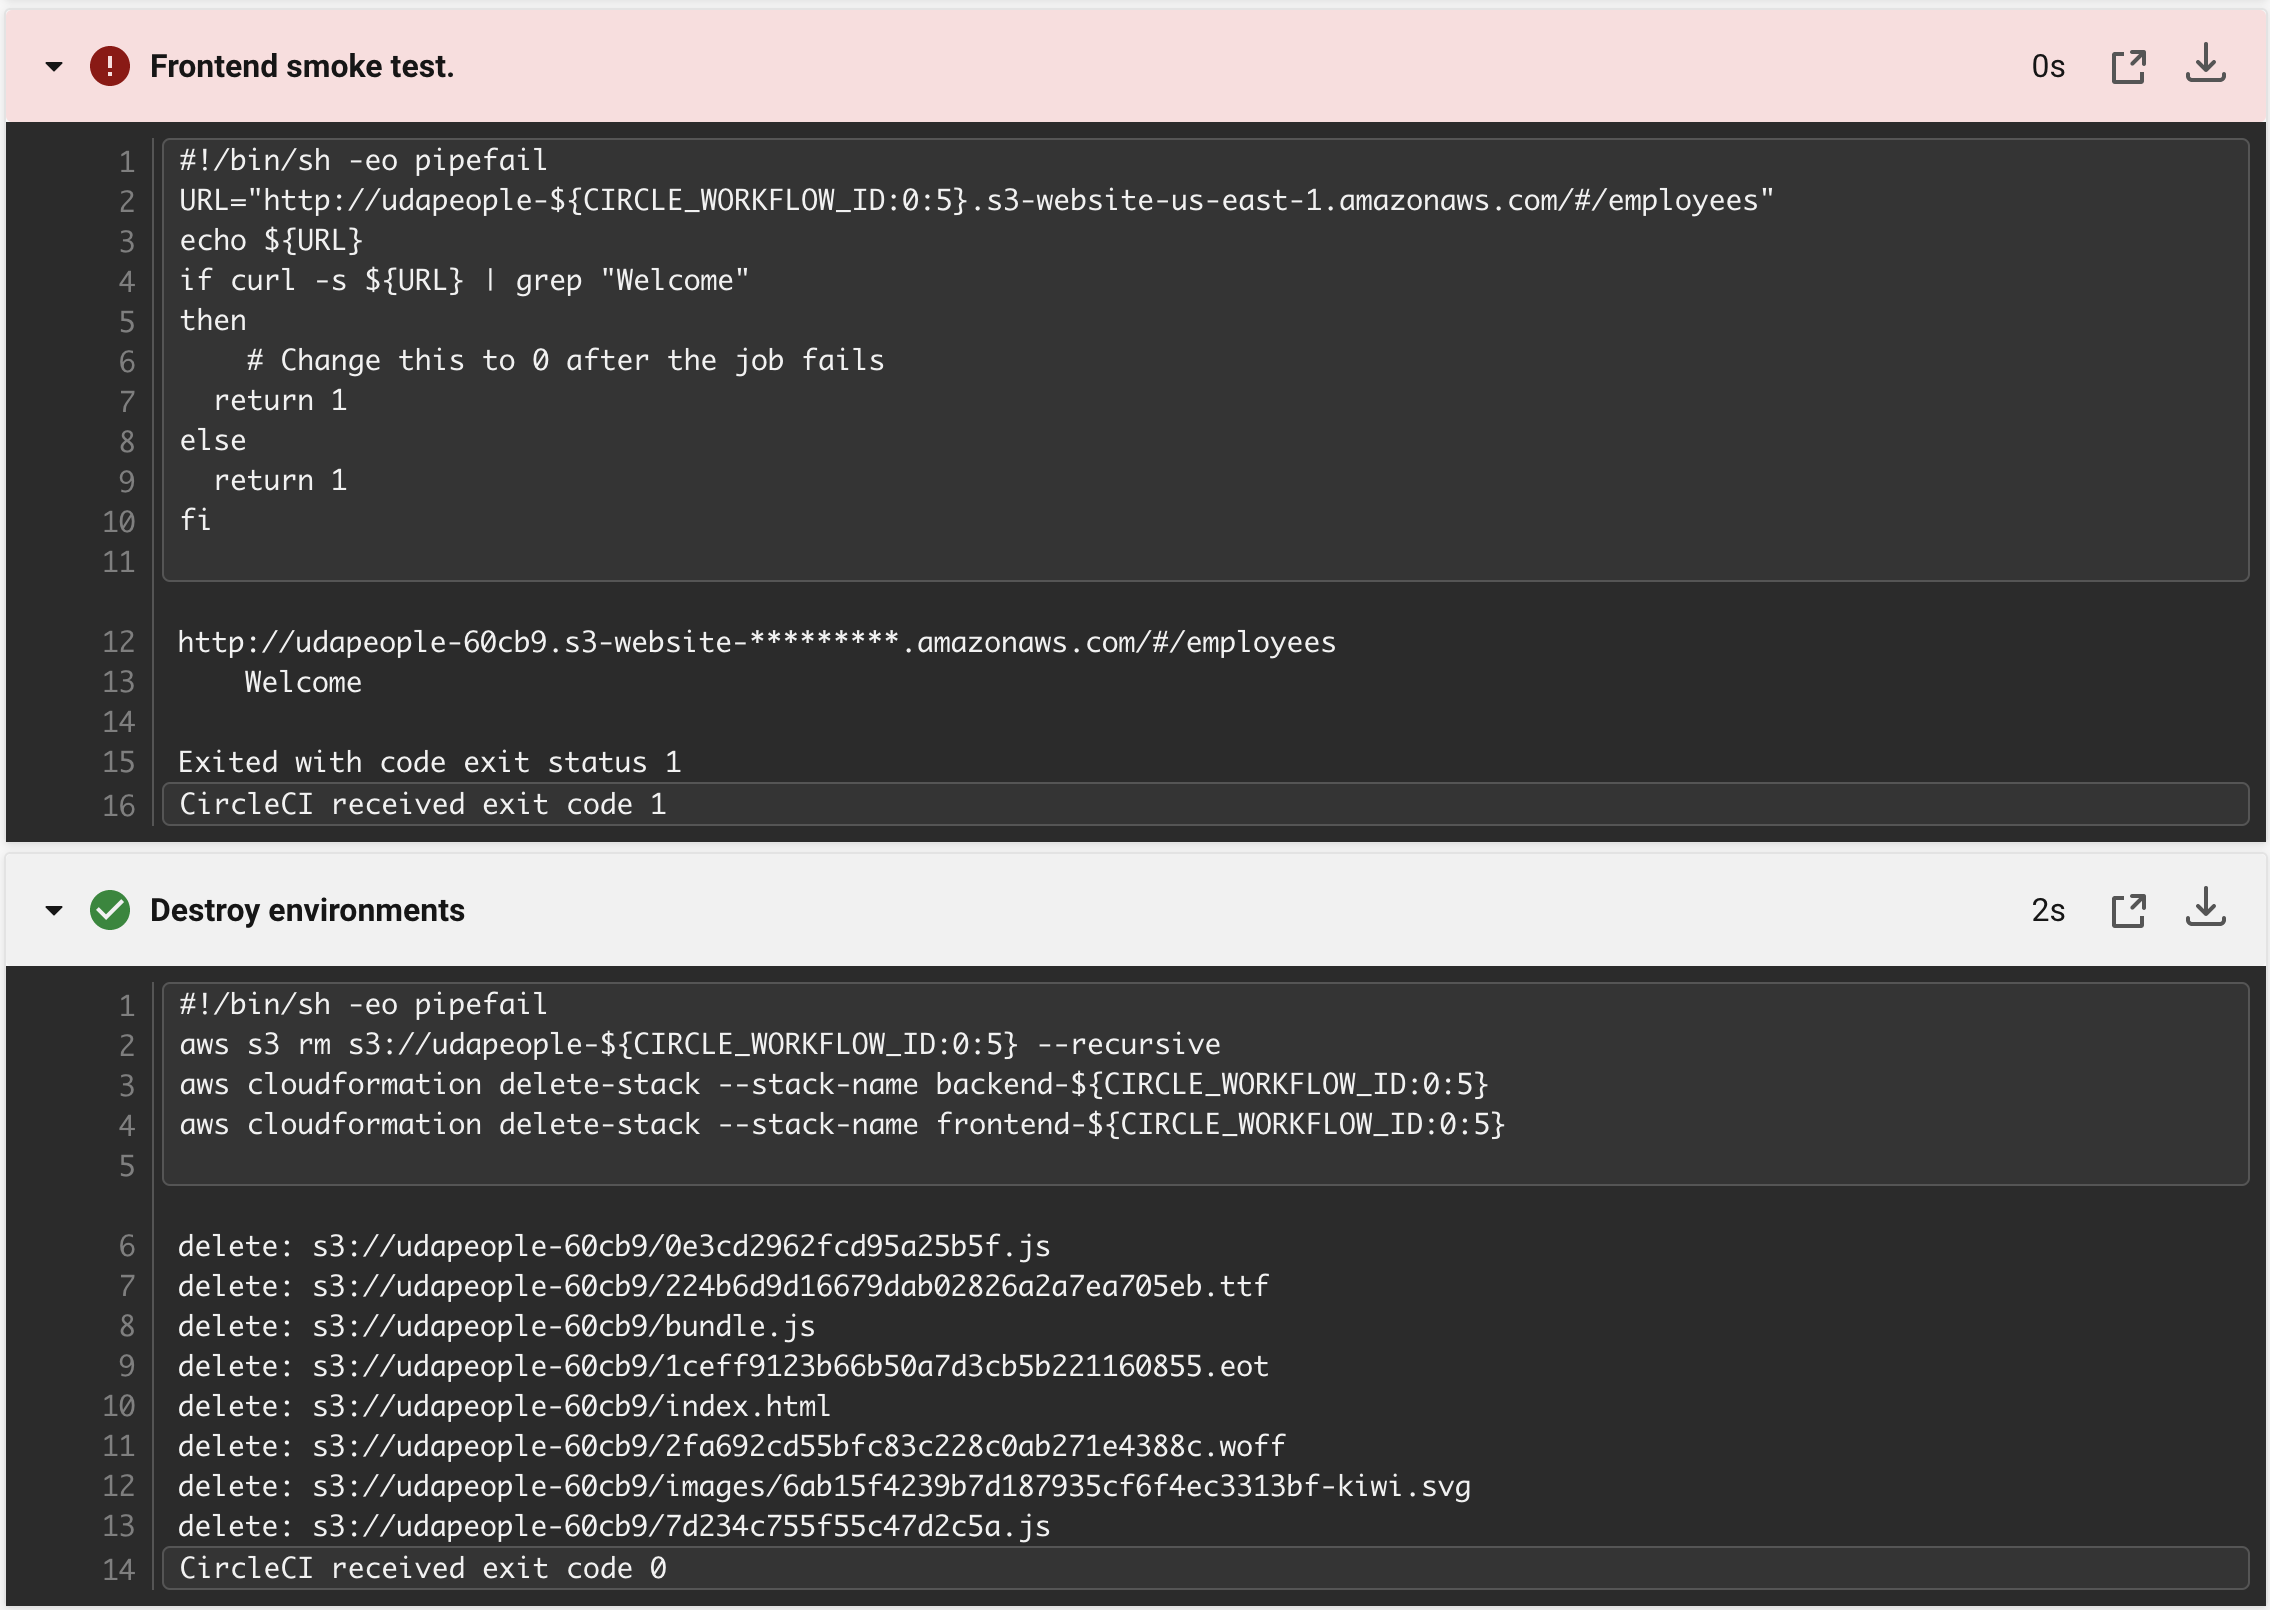 Frontend smoke test.
0s
1 #!/bin/sh -eo pipefail
2 URL="http://udapeople-${CIRCLE_WORKFLOW_ID:0:5}.s3-website-us-east-1.amazonaws.com/#/employees"
3 echo ${URL}
4 if curl -s ${URL} | grep "Welcome"
5 then
6     # Change this to 0 after the job fails
7   return 1
8 else
9   return 1
10 fi
11
12 http://udapeople-60cb9.s3-website-*********.amazonaws.com/#/employees
13     Welcome
14
15 Exited with code exit status 1
16 CircleCI received exit code 1
Destroy environments
2s
1 #!/bin/sh -eo pipefail
2 aws s3 rm s3://udapeople-${CIRCLE_WORKFLOW_ID:0:5} --recursive
3 aws cloudformation delete-stack --stack-name backend-${CIRCLE_WORKFLOW_ID:0:5}
4 aws cloudformation delete-stack --stack-name frontend-${CIRCLE_WORKFLOW_ID:0:5}
5
6 delete: s3://udapeople-60cb9/0e3cd2962fcd95a25b5f.js
7 delete: s3://udapeople-60cb9/224b6d9d16679dab02826a2a7ea705eb.ttf
8 delete: s3://udapeople-60cb9/bundle.js
9 delete: s3://udapeople-60cb9/1ceff9123b66b50a7d3cb5b221160855.eot
10 delete: s3://udapeople-60cb9/index.html
11 delete: s3://udapeople-60cb9/2fa692cd55bfc83c228c0ab271e4388c.woff
12 delete: s3://udapeople-60cb9/images/6ab15f4239b7d187935cf6f4ec3313bf-kiwi.svg
13 delete: s3://udapeople-60cb9/7d234c755f55c47d2c5a.js
14 CircleCI received exit code 0